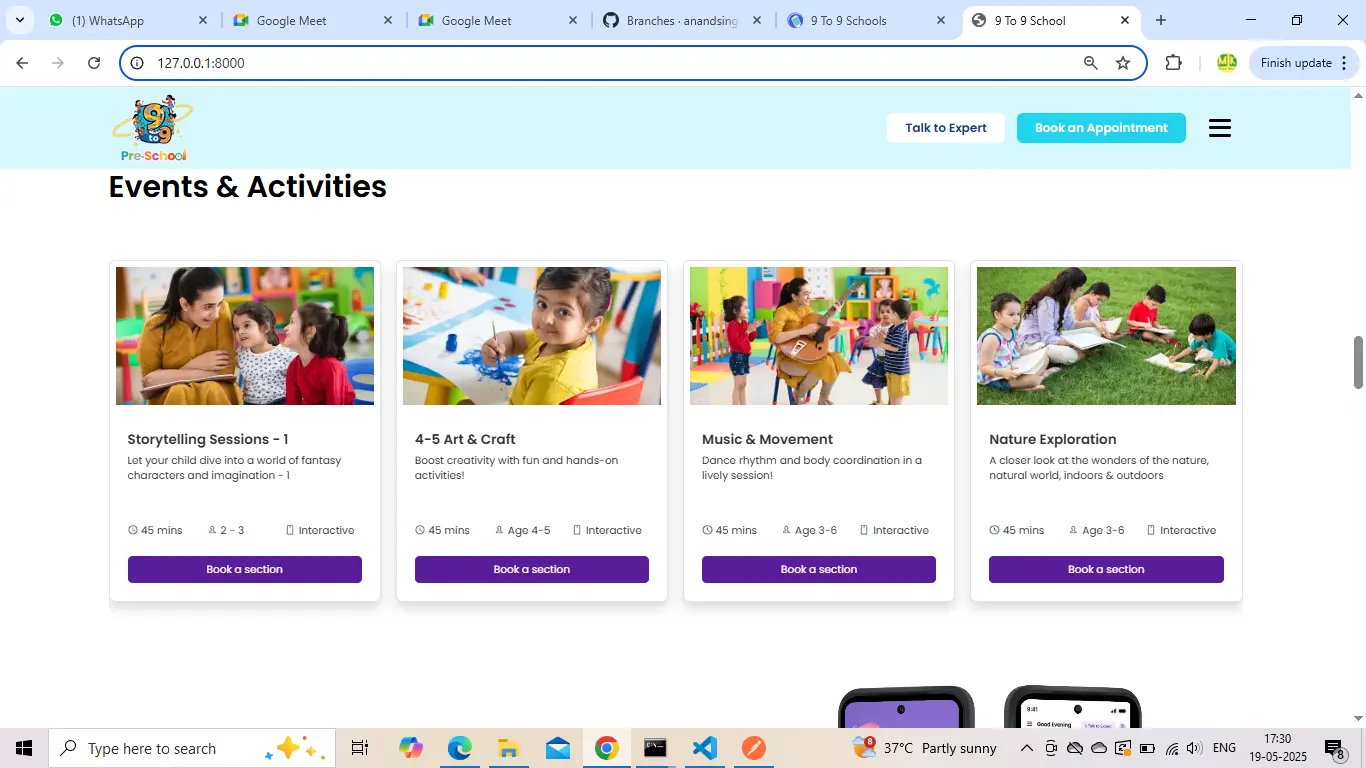 (1) WhatsApp
Google Meet
Google Meet
Branches · anandsing
9 To 9 Schools
9 To 9 School
127.0.0.1:8000
Finish update
9
to
9
Pre-School
Talk to Expert
Book an Appointment
Events & Activities
Storytelling Sessions - 1
Let your child dive into a world of fantasy
characters and imagination - 1
45 mins
2 - 3
Interactive
Book a section
4-5 Art & Craft
Boost creativity with fun and hands-on
activities!
45 mins
Age 4-5
Interactive
Book a section
Music & Movement
Dance rhythm and body coordination in a
lively session!
45 mins
Age 3-6
Interactive
Book a section
Nature Exploration
A closer look at the wonders of the nature,
natural world, indoors & outdoors
45 mins
Age 3-6
Interactive
Book a section
9:41
Good Evening
Talk to Expert
Type here to search
8
37°C Partly sunny
ENG
17:30
19-05-2025
8